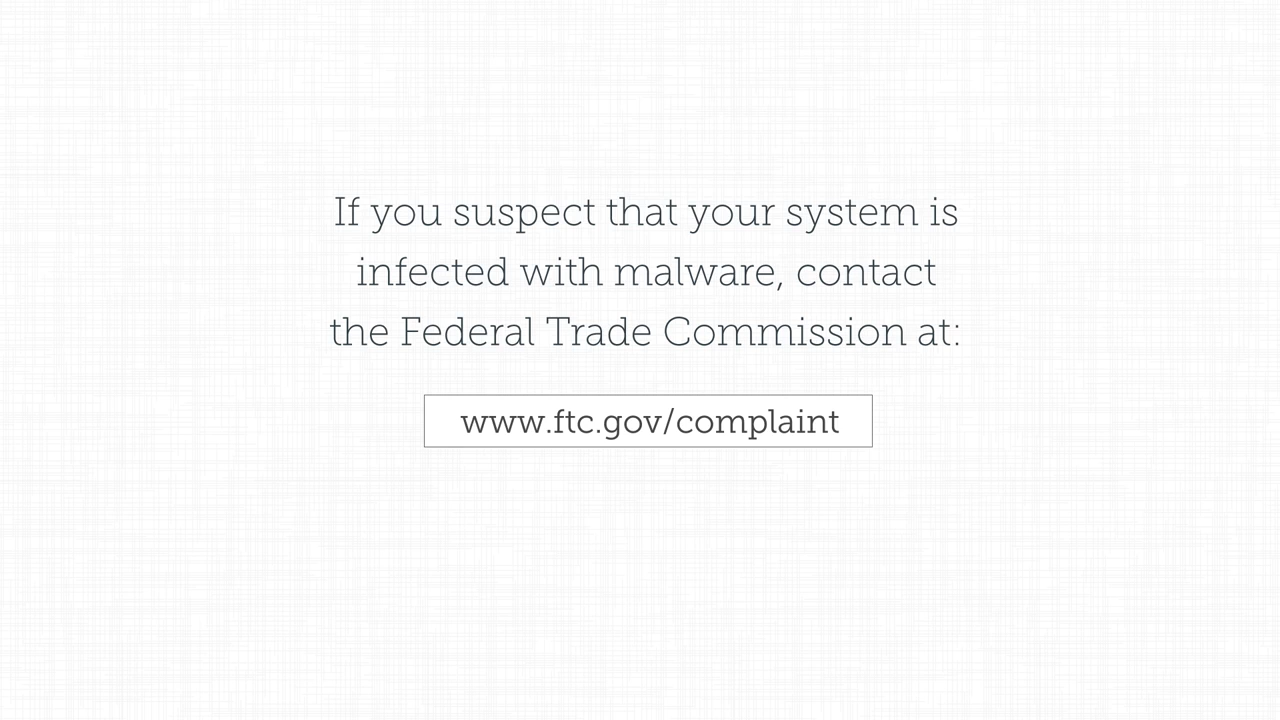 If you suspect that your system is
infected with malware, contact
the Federal Trade Commission at:
www.ftc.gov/complaint